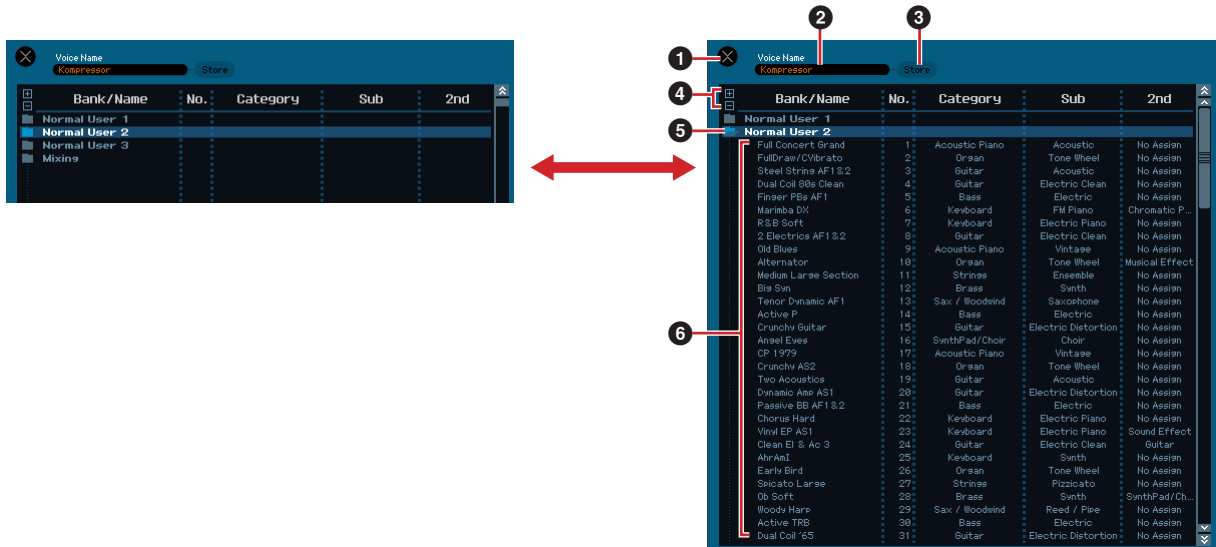 Voice Name
Kompressor
Store
Bank/Name No. Category Sub 2nd
Normal User 1
Normal User 2
Normal User 3
Mixing
2 3
1 Voice Name
Kompressor
Store
4 Bank/Name No. Category Sub 2nd
Normal User 1
5 Normal User 2
Full Concert Grand 1 Acoustic Piano Acoustic No Assign
FullDraw/CVibrato 2 Organ Tone Wheel No Assign
Steel String AF1&2 3 Guitar Acoustic No Assign
Dual Coil 80s Clean 4 Guitar Electric Clean No Assign
Finger PBs AF1 5 Bass Electric No Assign
Marimba DX 6 Keyboard FM Piano Chromatic P...
R&B Soft 7 Keyboard Electric Piano No Assign
2 Electrics AF1&2 8 Guitar Electric Clean No Assign
Old Blues 9 Acoustic Piano Vintage No Assign
Alternator 10 Organ Tone Wheel Musical Effect
Medium Large Section 11 Strings Ensemble No Assign
Big Syn 12 Brass Synth No Assign
Tenor Dynamic AF1 13 Sax / Woodwind Saxophone No Assign
Active P 14 Bass Electric No Assign
6 Crunchy Guitar 15 Guitar Electric Distortion No Assign
Angel Eyes 16 SynthPad/Choir Choir No Assign
CP 1979 17 Acoustic Piano Vintage No Assign
Crunchy AS2 18 Organ Tone Wheel No Assign
Two Acoustics 19 Guitar Acoustic No Assign
Dynamic Amp AS1 20 Guitar Electric Distortion No Assign
Passive BB AF1&2 21 Bass Electric No Assign
Chorus Hard 22 Keyboard Electric Piano No Assign
Vinyl EP AS1 23 Keyboard Electric Piano Sound Effect
Clean El & Ac 3 24 Guitar Electric Clean Guitar
AhrAmI 25 Keyboard Synth No Assign
Early Bird 26 Organ Tone Wheel No Assign
Spicato Large 27 Strings Pizzicato No Assign
Ob Soft 28 Brass Synth SynthPad/Ch...
Woody Harp 29 Sax / Woodwind Reed / Pipe No Assign
Active TRB 30 Bass Electric No Assign
Dual Coil '65 31 Guitar Electric Distortion No Assign